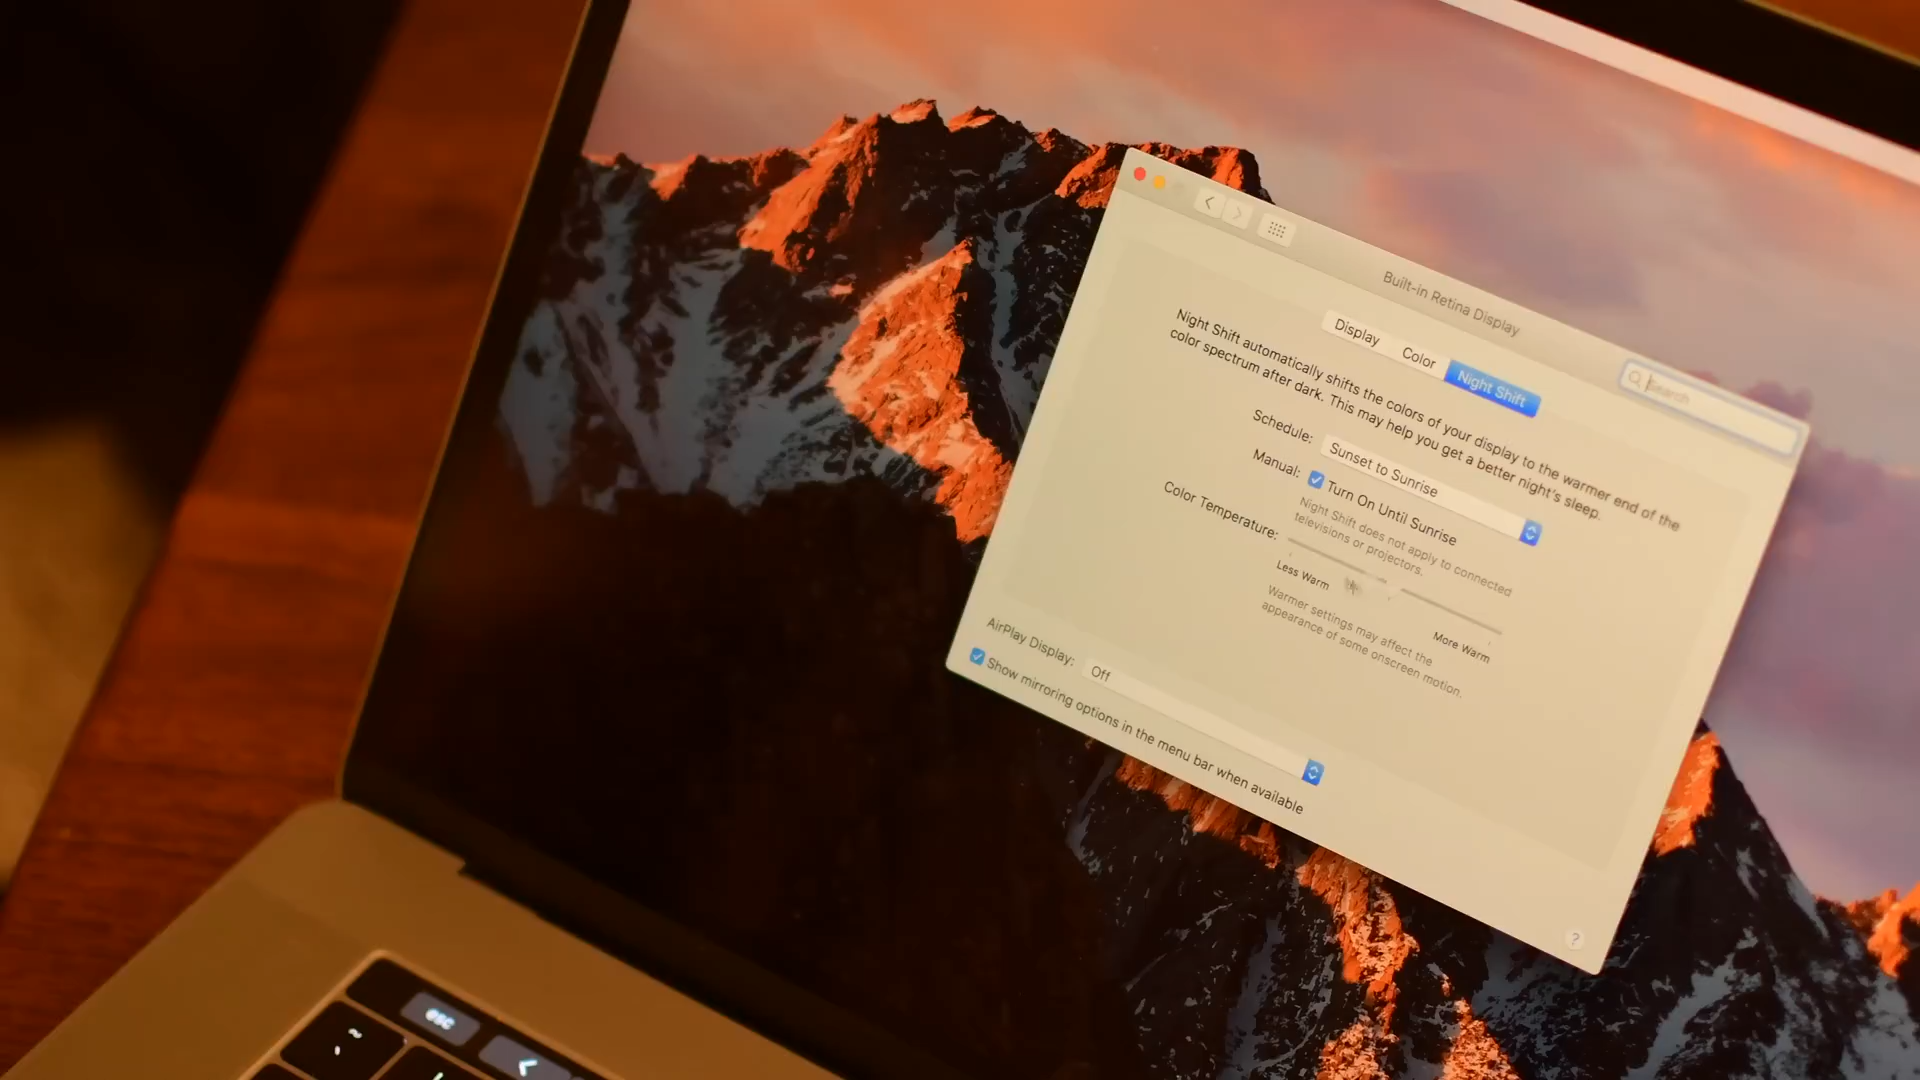 Built-in Retina Display
Display Color Night Shift
Search
Night Shift automatically shifts the colors of your display to the warmer end of the
color spectrum after dark. This may help you get a better night's sleep.
Schedule: Sunset to Sunrise
Manual: Turn On Until Sunrise
Night Shift does not apply to connected
televisions or projectors.
Color Temperature:
Less Warm More Warm
Warmer settings may affect the
appearance of some onscreen motion.
AirPlay Display: Off
Show mirroring options in the menu bar when available
?
esc
~